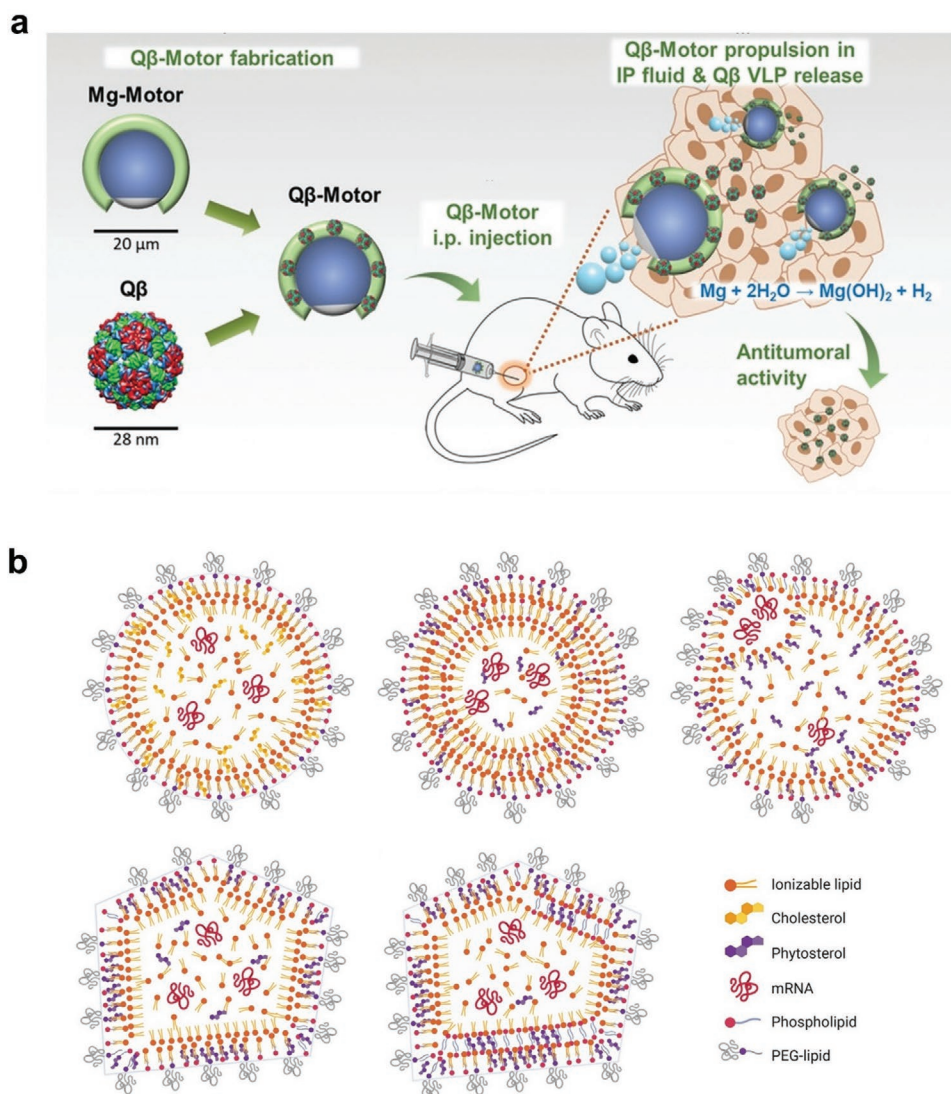 a
Qβ-Motor fabrication
Mg-Motor
20 μm
Qβ
28 nm
Qβ-Motor
Qβ-Motor
i.p. injection
Qβ-Motor propulsion in
IP fluid & Qβ VLP release
Mg + 2H₂O → Mg(OH)₂ + H₂
Antitumoral
activity
b
Ionizable lipid
Cholesterol
Phytosterol
mRNA
Phospholipid
PEG-lipid